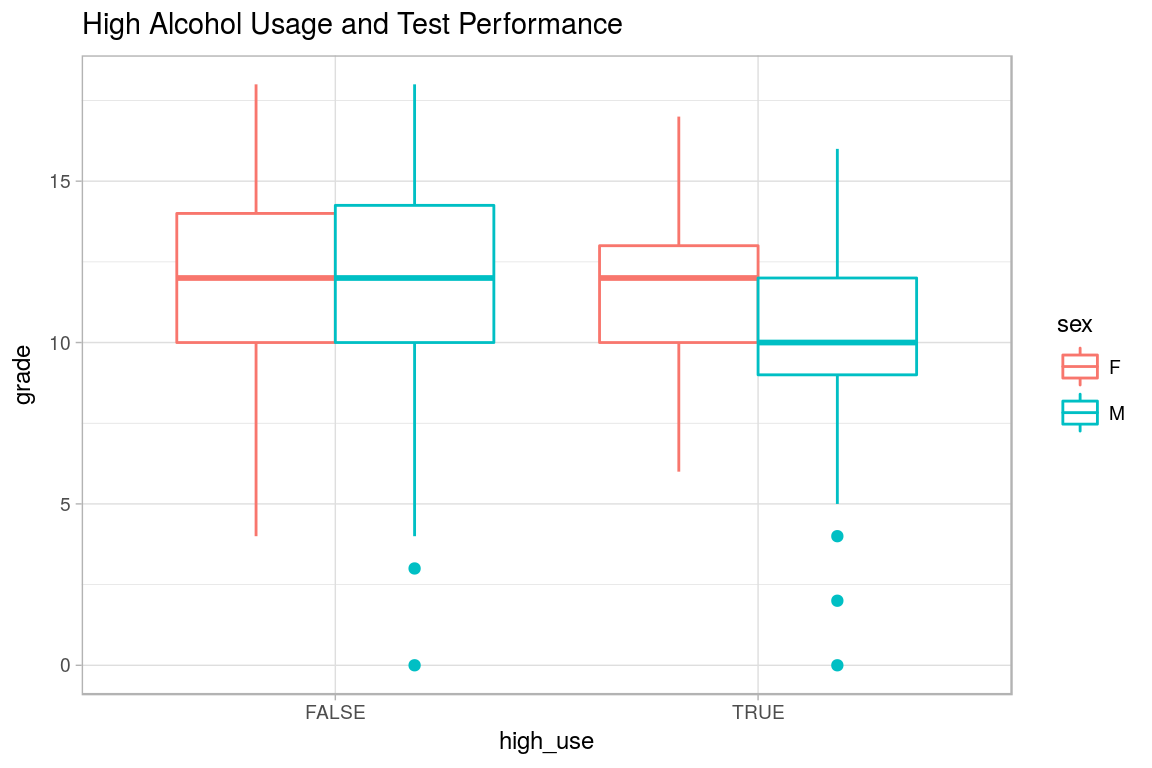 High Alcohol Usage and Test Performance
15
10
5
0
grade
FALSE
TRUE
high_use
sex
F
M